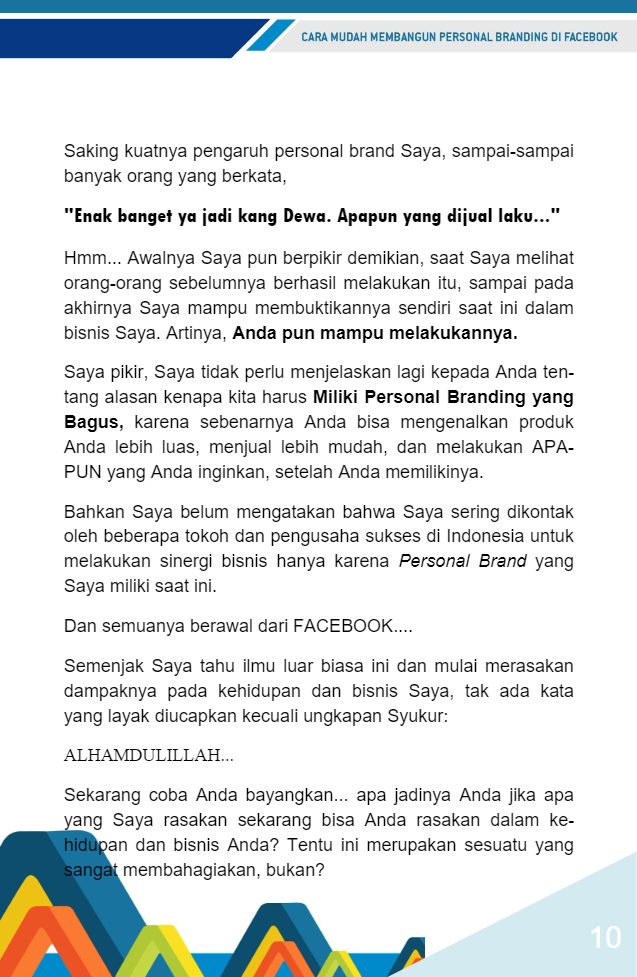 CARA MUDAH MEMBANGUN PERSONAL BRANDING DI FACEBOOK
Saking kuatnya pengaruh personal brand Saya, sampai-sampai
banyak orang yang berkata,
"Enak banget ya jadi kang Dewa. Apapun yang dijual laku..."
Hmm... Awalnya Saya pun berpikir demikian, saat Saya melihat
orang-orang sebelumnya berhasil melakukan itu, sampai pada
akhirnya Saya mampu membuktikannya sendiri saat ini dalam
bisnis Saya. Artinya, Anda pun mampu melakukannya.
Saya pikir, Saya tidak perlu menjelaskan lagi kepada Anda ten-
tang alasan kenapa kita harus Miliki Personal Branding yang
Bagus, karena sebenarnya Anda bisa mengenalkan produk
Anda lebih luas, menjual lebih mudah, dan melakukan APA-
PUN yang Anda inginkan, setelah Anda memilikinya.
Bahkan Saya belum mengatakan bahwa Saya sering dikontak
oleh beberapa tokoh dan pengusaha sukses di Indonesia untuk
melakukan sinergi bisnis hanya karena Personal Brand yang
Saya miliki saat ini.
Dan semuanya berawal dari FACEBOOK....
Semenjak Saya tahu ilmu luar biasa ini dan mulai merasakan
dampaknya pada kehidupan dan bisnis Saya, tak ada kata
yang layak diucapkan kecuali ungkapan Syukur:
ALHAMDULILLAH...
Sekarang coba Anda bayangkan... apa jadinya Anda jika apa
yang Saya rasakan sekarang bisa Anda rasakan dalam ke-
hidupan dan bisnis Anda? Tentu ini merupakan sesuatu yang
sangat membahagiakan, bukan?
10